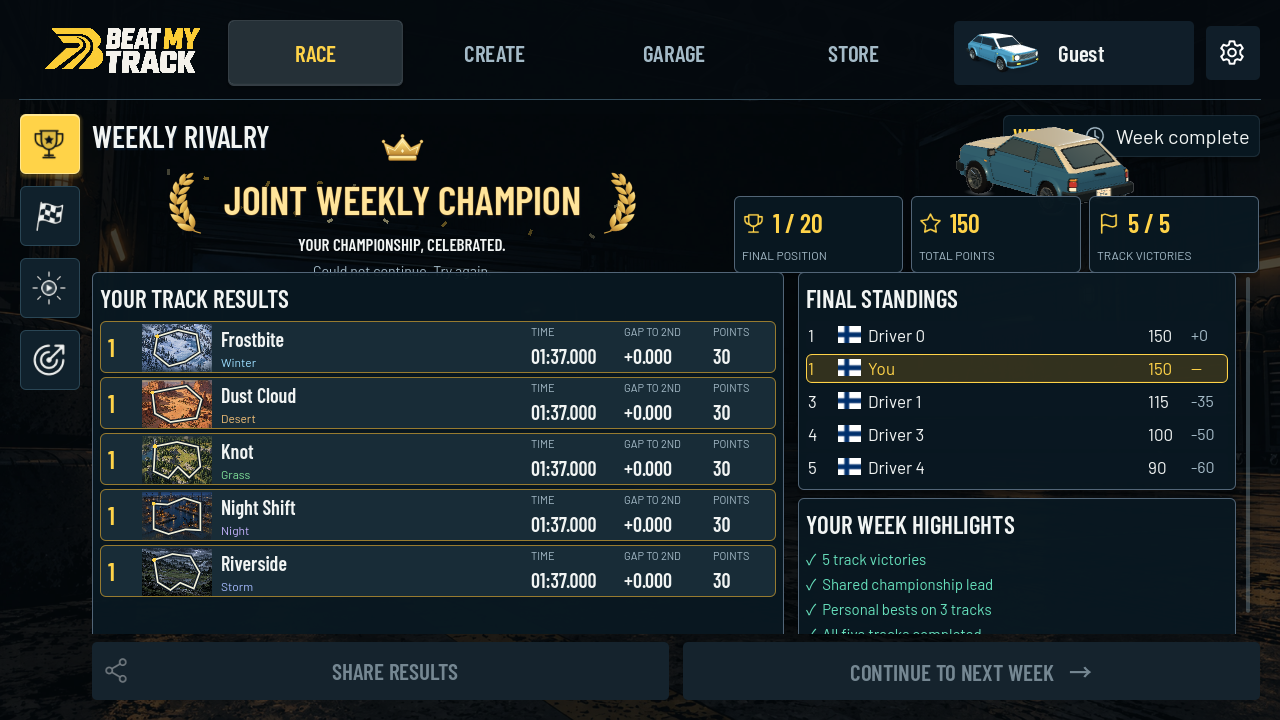 BEAT MY
TRACK
RACE
CREATE
GARAGE
STORE
Guest
WEEKLY RIVALRY
Week complete
JOINT WEEKLY CHAMPION
YOUR CHAMPIONSHIP, CELEBRATED.
Could not continue. Try again.
1 / 20
FINAL POSITION
150
TOTAL POINTS
5 / 5
TRACK VICTORIES
YOUR TRACK RESULTS
1 Frostbite Winter TIME 01:37.000 GAP TO 2ND +0.000 POINTS 30
1 Dust Cloud Desert TIME 01:37.000 GAP TO 2ND +0.000 POINTS 30
1 Knot Grass TIME 01:37.000 GAP TO 2ND +0.000 POINTS 30
1 Night Shift Night TIME 01:37.000 GAP TO 2ND +0.000 POINTS 30
1 Riverside Storm TIME 01:37.000 GAP TO 2ND +0.000 POINTS 30
FINAL STANDINGS
1 Driver 0 150 +0
1 You 150 —
3 Driver 1 115 -35
4 Driver 3 100 -50
5 Driver 4 90 -60
YOUR WEEK HIGHLIGHTS
✓ 5 track victories
✓ Shared championship lead
✓ Personal bests on 3 tracks
✓ All five tracks completed
SHARE RESULTS
CONTINUE TO NEXT WEEK →